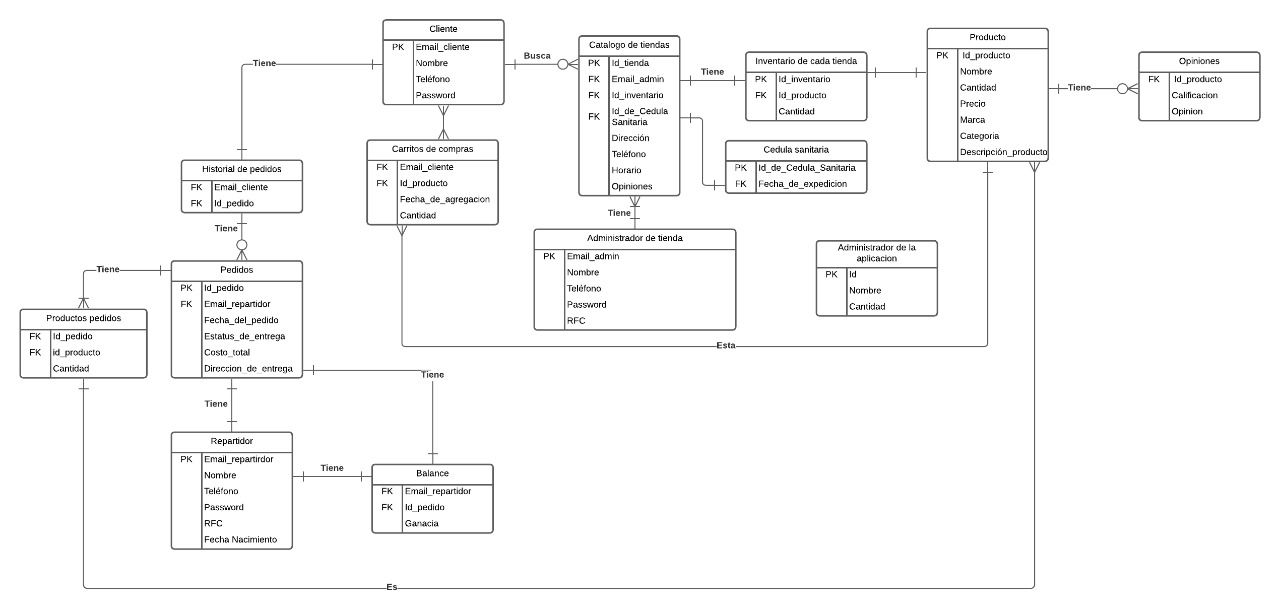 Cliente
PK Email_cliente
Nombre
Teléfono
Password
Tiene
Busca
Catalogo de tiendas
PK Id_tienda
FK Email_admin
FK Id_inventario
FK Id_de_Cedula
Sanitaria
Dirección
Teléfono
Horario
Opiniones
Tiene
Inventario de cada tienda
PK Id_inventario
FK Id_producto
Cantidad
Producto
PK Id_producto
Nombre
Cantidad
Precio
Marca
Categoria
Descripción_producto
Tiene
Opiniones
FK Id_producto
Calificacion
Opinion
Carritos de compras
FK Email_cliente
FK Id_producto
Fecha_de_agregacion
Cantidad
Cedula sanitaria
PK Id_de_Cedula_Sanitaria
FK Fecha_de_expedicion
Historial de pedidos
FK Email_cliente
FK Id_pedido
Tiene
Tiene
Administrador de tienda
PK Email_admin
Nombre
Teléfono
Password
RFC
Administrador de la
aplicacion
PK Id
Nombre
Cantidad
Tiene
Pedidos
PK Id_pedido
FK Email_repartidor
Fecha_del_pedido
Estatus_de_entrega
Costo_total
Direccion_de_entrega
Productos pedidos
FK Id_pedido
FK id_producto
Cantidad
Esta
Tiene
Tiene
Repartidor
PK Email_repartirdor
Nombre
Teléfono
Password
RFC
Fecha Nacimiento
Tiene
Balance
FK Email_repartidor
FK Id_pedido
Ganacia
Es